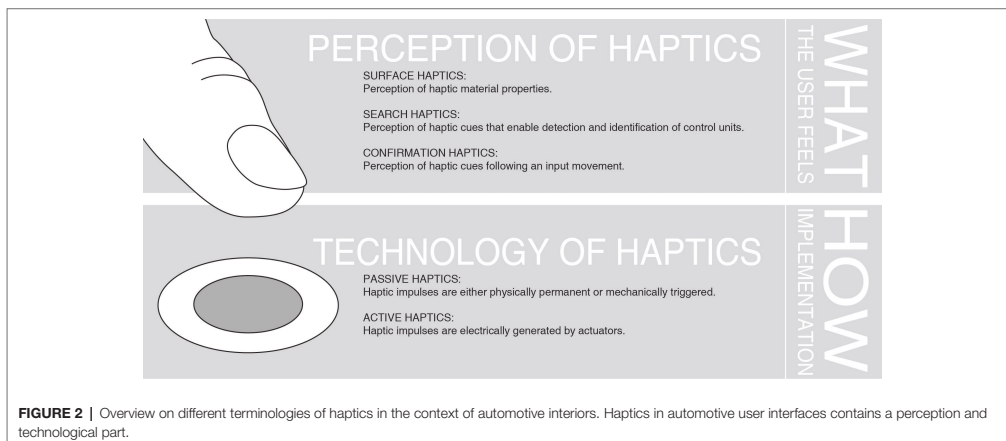 PERCEPTION OF HAPTICS
SURFACE HAPTICS:
Perception of haptic material properties.
SEARCH HAPTICS:
Perception of haptic cues that enable detection and identification of control units.
CONFIRMATION HAPTICS:
Perception of haptic cues following an input movement.
WHAT
THE USER FEELS
TECHNOLOGY OF HAPTICS
PASSIVE HAPTICS:
Haptic impulses are either physically permanent or mechanically triggered.
ACTIVE HAPTICS:
Haptic impulses are electrically generated by actuators.
HOW
IMPLEMENTATION
FIGURE 2 | Overview on different terminologies of haptics in the context of automotive interiors. Haptics in automotive user interfaces contains a perception and
technological part.